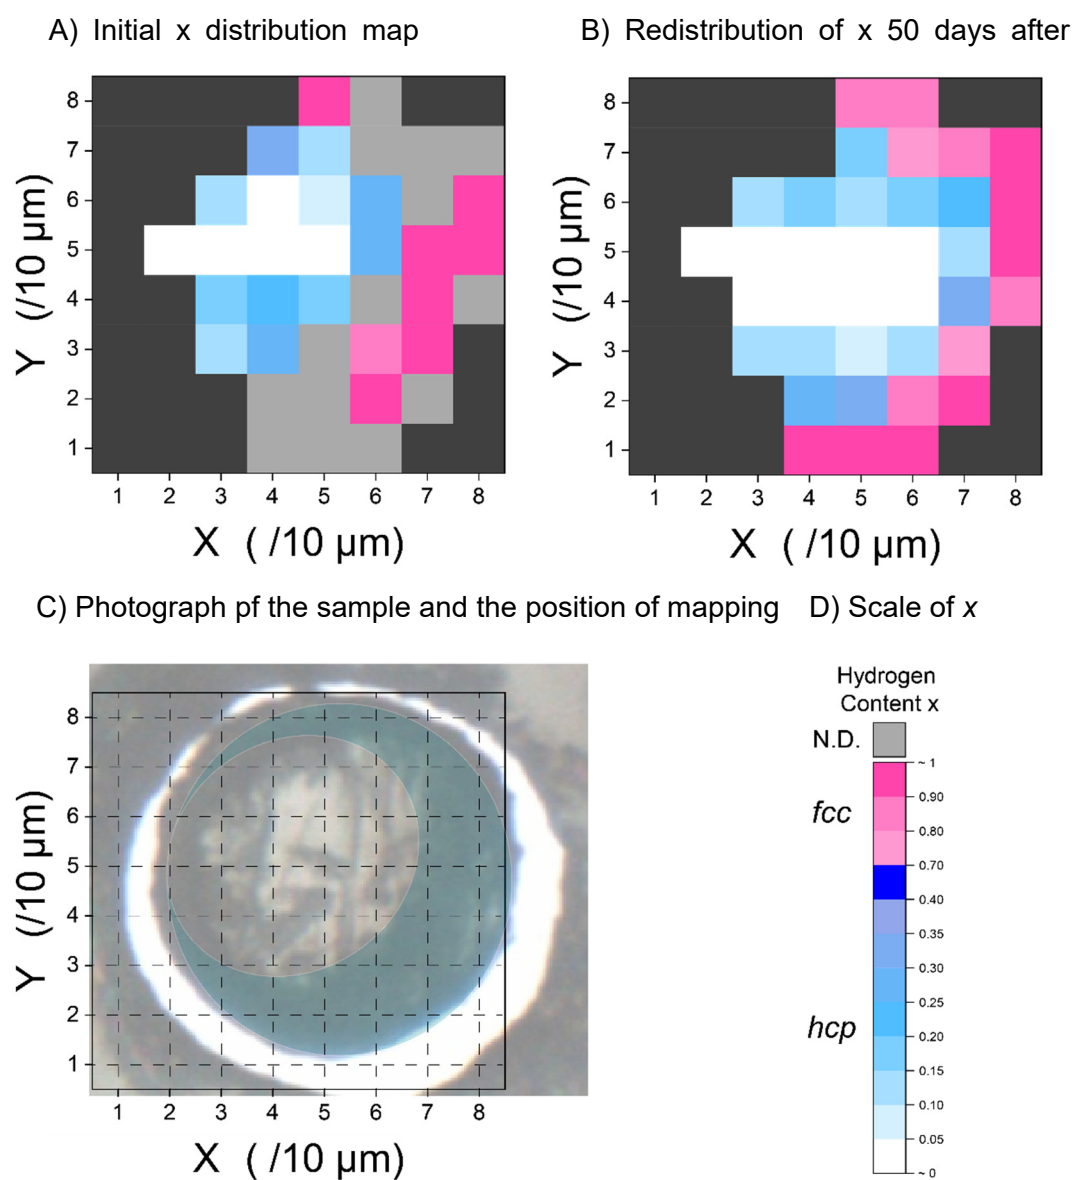 A) Initial x distribution map
B) Redistribution of x 50 days after
8
7
6
5
4
3
2
1
Y (/10 μm)
1 2 3 4 5 6 7 8
X ( /10 μm)
8
7
6
5
4
3
2
1
Y (/10 μm)
1 2 3 4 5 6 7 8
X ( /10 μm)
C) Photograph pf the sample and the position of mapping
D) Scale of x
8
7
6
5
4
3
2
1
Y (/10 μm)
1 2 3 4 5 6 7 8
X ( /10 μm)
Hydrogen
Content x
N.D.
~ 1
0.90
fcc
0.80
0.70
0.40
0.35
0.30
0.25
hcp
0.20
0.15
0.10
0.05
~ 0